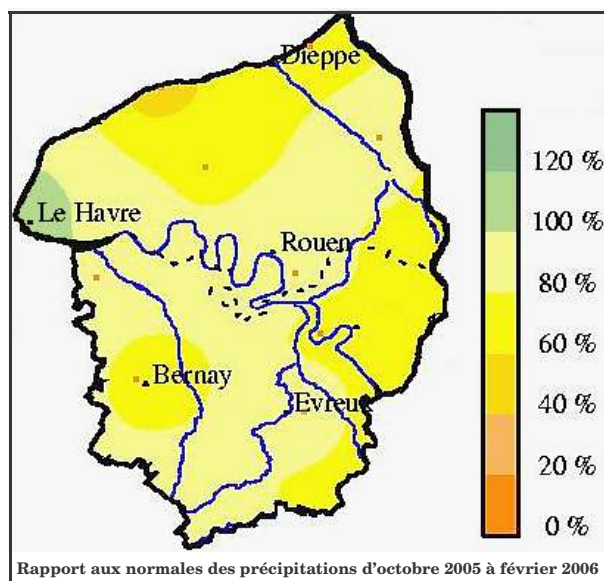 Dieppe
Le Havre
Rouen
Bernay
Evreux
120 %
100 %
80 %
60 %
40 %
20 %
0 %
Rapport aux normales des précipitations d'octobre 2005 à février 2006